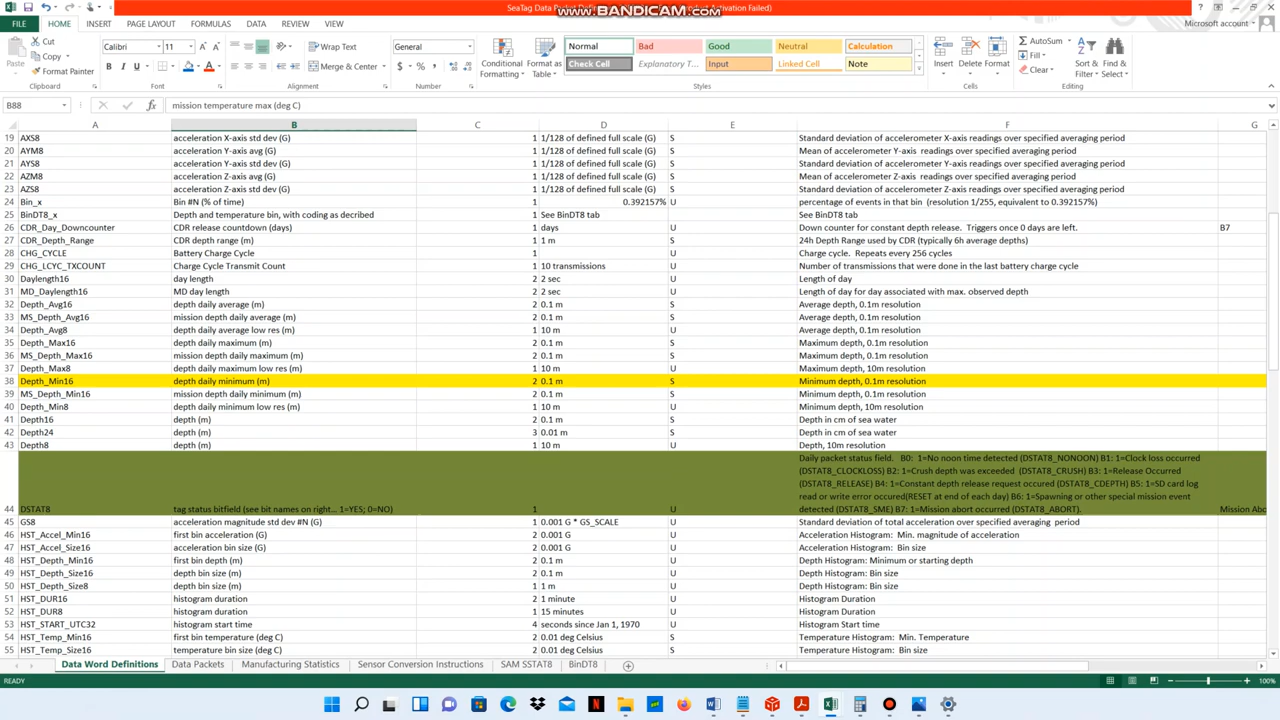 SeaTag Data Packet Defin
www.BANDICAM.com
ct Activation Failed)
FILE HOME INSERT PAGE LAYOUT FORMULAS DATA REVIEW VIEW Microsoft account
Cut
Copy
Format Painter
Paste
Clipboard
Calibri 11
B I U
Font
Wrap Text
Merge & Center
Alignment
General
$ % ,
Number
Conditional Formatting
Format as Table
Normal Bad Good Neutral Calculation
Check Cell Explanatory T... Input Linked Cell Note
Styles
Insert Delete Format
Cells
AutoSum
Fill
Clear
Sort & Filter
Find & Select
Editing
B88 fx mission temperature max (deg C)
A B C D E F G
19 AXS8 acceleration X-axis std dev (G) 1 1/128 of defined full scale (G) S Standard deviation of accelerometer X-axis readings over specified averaging period
20 AYM8 acceleration Y-axis avg (G) 1 1/128 of defined full scale (G) S Mean of accelerometer Y-axis readings over specified averaging period
21 AYS8 acceleration Y-axis std dev (G) 1 1/128 of defined full scale (G) S Standard deviation of accelerometer Y-axis readings over specified averaging period
22 AZM8 acceleration Z-axis avg (G) 1 1/128 of defined full scale (G) S Mean of accelerometer Z-axis readings over specified averaging period
23 AZS8 acceleration Z-axis std dev (G) 1 1/128 of defined full scale (G) S Standard deviation of accelerometer Z-axis readings over specified averaging period
24 Bin_x Bin #N (% of time) 1 0.392157% U percentage of events in that bin (resolution 1/255, equivalent to 0.392157%)
25 BinDT8_x Depth and temperature bin, with coding as decribed 1 See BinDT8 tab See BinDT8 tab
26 CDR_Day_Downcounter CDR release countdown (days) 1 days U Down counter for constant depth release. Triggers once 0 days are left. B7
27 CDR_Depth_Range CDR depth range (m) 1 1 m S 24h Depth Range used by CDR (typically 6h average depths)
28 CHG_CYCLE Battery Charge Cycle 1 U Charge cycle. Repeats every 256 cycles
29 CHG_LCYC_TXCOUNT Charge Cycle Transmit Count 1 10 transmissions U Number of transmissions that were done in the last battery charge cycle
30 Daylength16 day length 2 2 sec U Length of day
31 MD_Daylength16 MD day length 2 2 sec U Length of day for day associated with max. observed depth
32 Depth_Avg16 depth daily average (m) 2 0.1 m S Average depth, 0.1m resolution
33 MS_Depth_Avg16 mission depth daily average (m) 2 0.1 m S Average depth, 0.1m resolution
34 Depth_Avg8 depth daily average low res (m) 1 10 m U Average depth, 0.1m resolution
35 Depth_Max16 depth daily maximum (m) 2 0.1 m S Maximum depth, 0.1m resolution
36 MS_Depth_Max16 mission depth daily maximum (m) 2 0.1 m S Maximum depth, 0.1m resolution
37 Depth_Max8 depth daily maximum low res (m) 1 10 m U Maximum depth, 10m resolution
38 Depth_Min16 depth daily minimum (m) 2 0.1 m S Minimum depth, 0.1m resolution
39 MS_Depth_Min16 mission depth daily minimum (m) 2 0.1 m S Minimum depth, 0.1m resolution
40 Depth_Min8 depth daily minimum low res (m) 1 10 m U Minimum depth, 10m resolution
41 Depth16 depth (m) 2 0.1 m S Depth in cm of sea water
42 Depth24 depth (m) 3 0.01 m S Depth in cm of sea water
43 Depth8 depth (m) 1 10 m U Depth, 10m resolution
Daily packet status field. B0: 1=No noon time detected (DSTAT8_NONOON) B1: 1=Clock loss occurred
(DSTAT8_CLOCKLOSS) B2: 1=Crush depth was exceeded (DSTAT8_CRUSH) B3: 1=Release Occurred
(DSTAT8_RELEASE) B4: 1=Constant depth release request occured (DSTAT8_CDEPTH) B5: 1=SD card log
read or write error occured(RESET at end of each day) B6: 1=Spawning or other special mission event
44 DSTAT8 tag status bitfield (see bit names on right... 1=YES; 0=NO) 1 U detected (DSTAT8_SME) B7: 1=Mission abort occurred (DSTAT8_ABORT). Mission Abo
45 GS8 acceleration magnitude std dev #N (G) 1 0.001 G * GS_SCALE U Standard deviation of total acceleration over specified averaging period
46 HST_Accel_Min16 first bin acceleration (G) 2 0.001 G U Acceleration Histogram: Min. magnitude of acceleration
47 HST_Accel_Size16 acceleration bin size (G) 2 0.001 G U Acceleration Histogram: Bin size
48 HST_Depth_Min16 first bin depth (m) 2 0.1 m U Depth Histogram: Minimum or starting depth
49 HST_Depth_Size16 depth bin size (m) 2 0.1 m U Depth Histogram: Bin size
50 HST_Depth_Size8 depth bin size (m) 1 1 m U Depth Histogram: Bin size
51 HST_DUR16 histogram duration 2 1 minute U Histogram Duration
52 HST_DUR8 histogram duration 1 15 minutes U Histogram Duration
53 HST_START_UTC32 histogram start time 4 seconds since Jan 1, 1970 U Histogram Start time
54 HST_Temp_Min16 first bin temperature (deg C) 2 0.01 deg Celsius S Temperature Histogram: Min. Temperature
55 HST_Temp_Size16 temperature bin size (deg C) 2 0.01 deg Celsius U Temperature Histogram: Bin size
Data Word Definitions Data Packets Manufacturing Statistics Sensor Conversion Instructions SAM SSTAT8 BinDT8
READY 100%